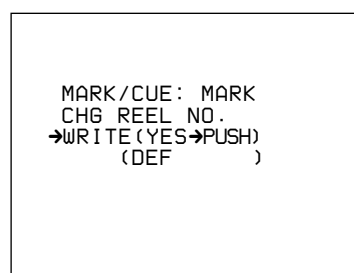 MARK/CUE: MARK
CHG REEL NO.
→WRITE(YES→PUSH)
(DEF )